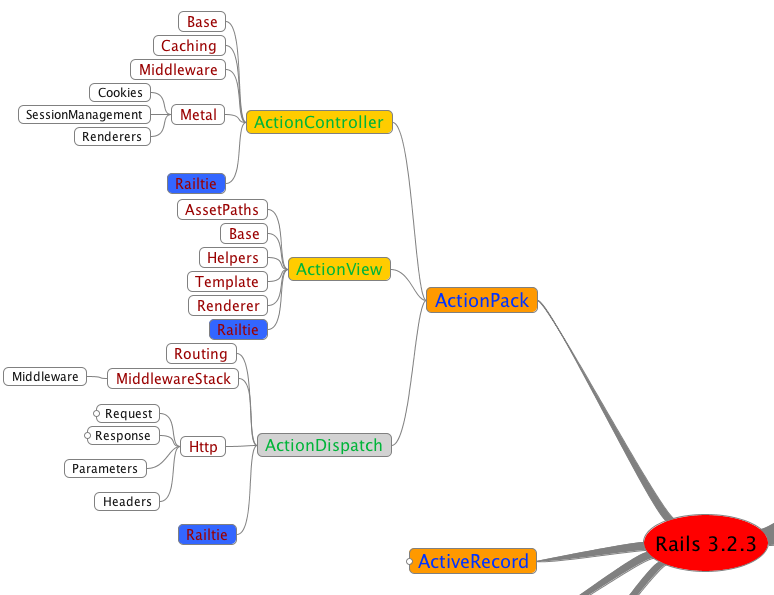 Base
Caching
Middleware
Cookies
SessionManagement
Renderers
Metal
ActionController
Railtie
AssetPaths
Base
Helpers
Template
Renderer
Railtie
ActionView
ActionPack
Routing
Middleware
MiddlewareStack
Request
Response
Parameters
Headers
Http
ActionDispatch
Railtie
Rails 3.2.3
ActiveRecord